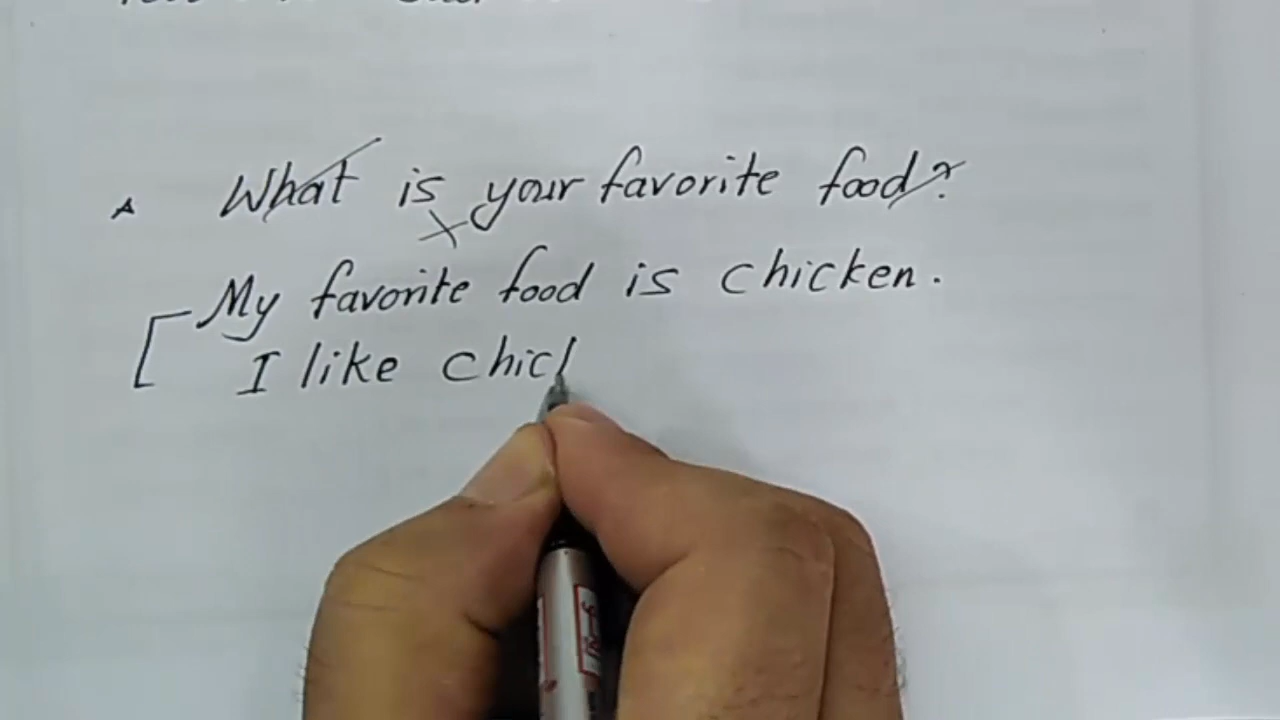 A What is your favorite food?
My favorite food is chicken.
I like chic